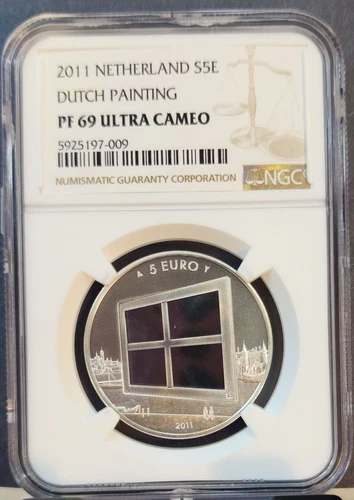 2011 NETHERLAND S5E
DUTCH PAINTING
PF 69 ULTRA CAMEO
5925197-009
NUMISMATIC GUARANTY CORPORATION
NGC
5 EURO
2011